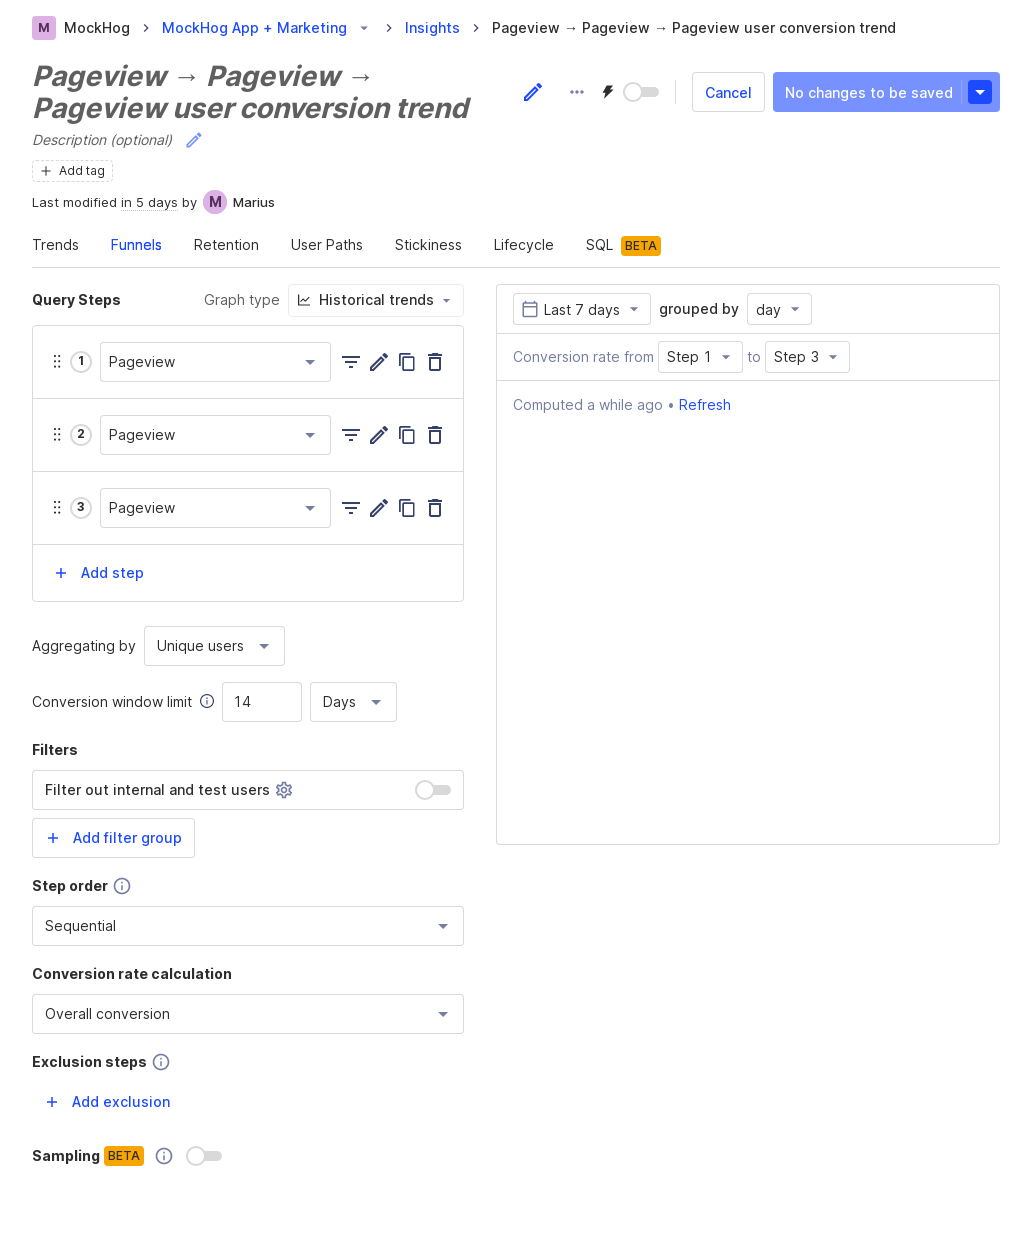 M MockHog > MockHog App + Marketing > Insights > Pageview → Pageview → Pageview user conversion trend
Pageview → Pageview →
Pageview user conversion trend
Cancel
No changes to be saved
Description (optional)
+ Add tag
Last modified in 5 days by M Marius
Trends Funnels Retention User Paths Stickiness Lifecycle SQL BETA
Query Steps Graph type Historical trends
1 Pageview
2 Pageview
3 Pageview
+ Add step
Aggregating by Unique users
Conversion window limit 14 Days
Filters
Filter out internal and test users
+ Add filter group
Step order
Sequential
Conversion rate calculation
Overall conversion
Exclusion steps
+ Add exclusion
Sampling BETA
Last 7 days grouped by day
Conversion rate from Step 1 to Step 3
Computed a while ago • Refresh